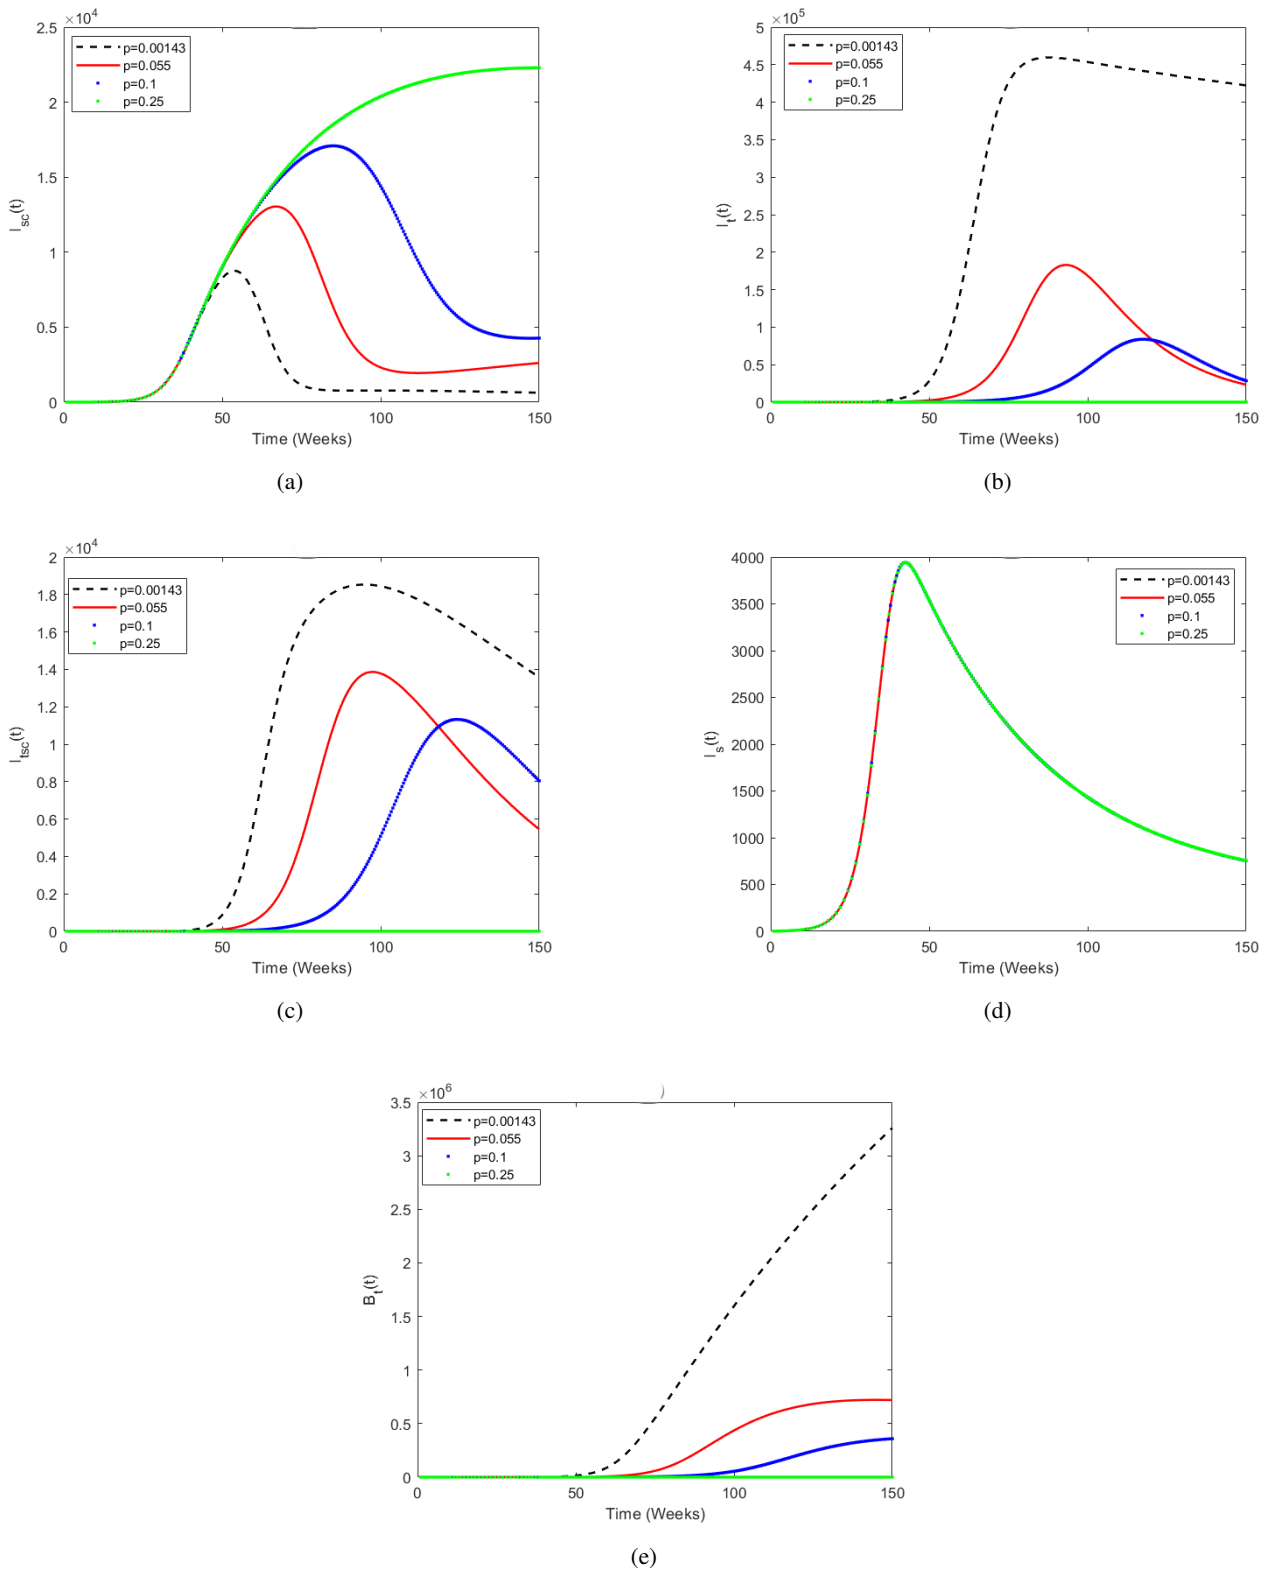 ×10^4
2.5
2
1.5
1
0.5
0
I_sc(t)
p=0.00143
p=0.055
p=0.1
p=0.25
0 50 100 150
Time (Weeks)
(a)
×10^5
5
4.5
4
3.5
3
2.5
2
1.5
1
0.5
0
I_t(t)
p=0.00143
p=0.055
p=0.1
p=0.25
0 50 100 150
Time (Weeks)
(b)
×10^4
2
1.8
1.6
1.4
1.2
1
0.8
0.6
0.4
0.2
0
I_tsc(t)
p=0.00143
p=0.055
p=0.1
p=0.25
0 50 100 150
Time (Weeks)
(c)
4000
3500
3000
2500
2000
1500
1000
500
0
I_s(t)
p=0.00143
p=0.055
p=0.1
p=0.25
0 50 100 150
Time (Weeks)
(d)
×10^6
)
3.5
3
2.5
2
1.5
1
0.5
0
B_t(t)
p=0.00143
p=0.055
p=0.1
p=0.25
0 50 100 150
Time (Weeks)
(e)